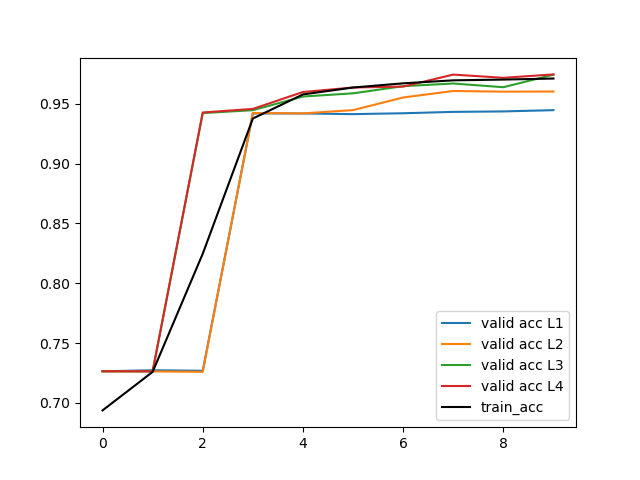 0.95
0.90
0.85
0.80
0.75
0.70
0
2
4
6
8
valid acc L1
valid acc L2
valid acc L3
valid acc L4
train_acc